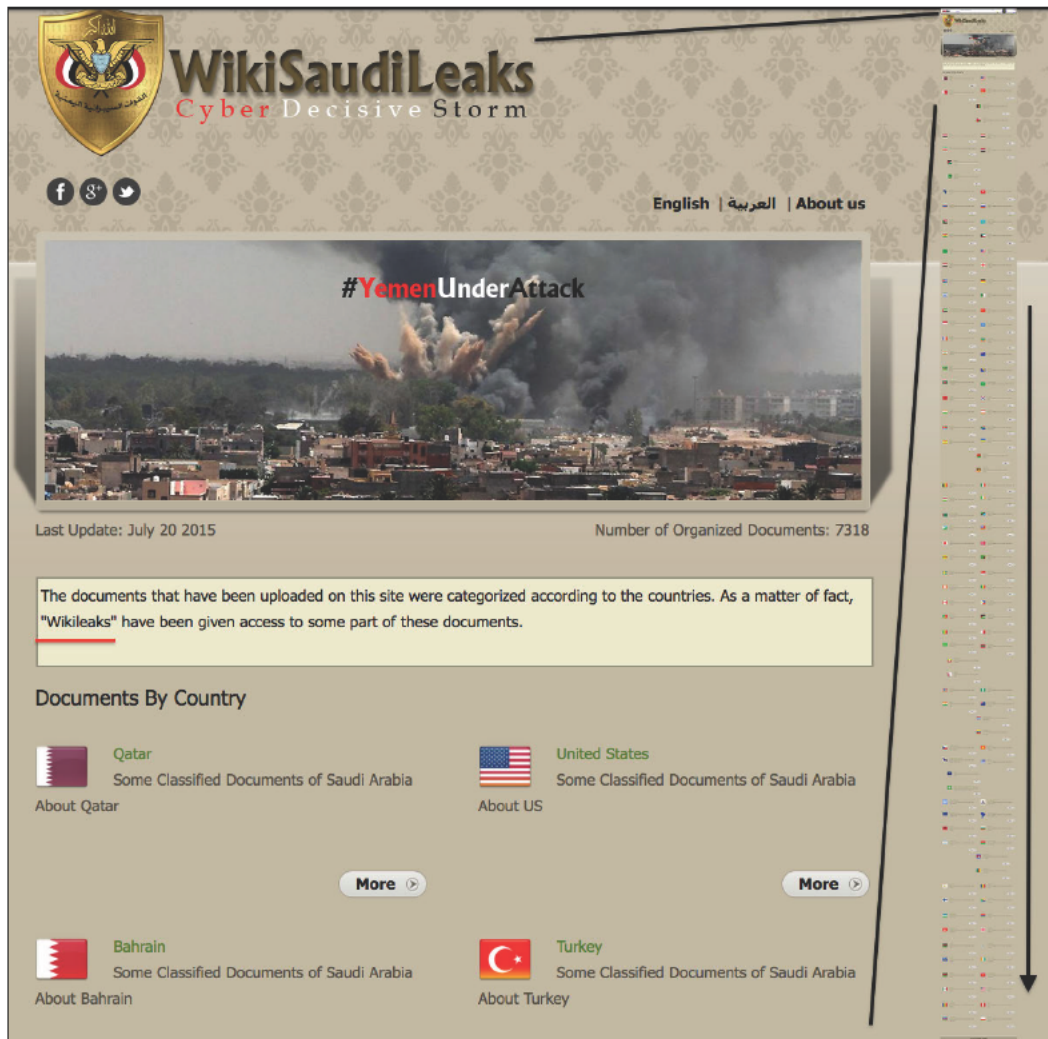 الله أكبر
WikiSaudiLeaks
Cyber Decisive Storm
English | العربية | About us
#YemenUnderAttack
Last Update: July 20 2015
Number of Organized Documents: 7318
The documents that have been uploaded on this site were categorized according to the countries. As a matter of fact,
"Wikileaks" have been given access to some part of these documents.
Documents By Country
Qatar
Some Classified Documents of Saudi Arabia
About Qatar
More
United States
Some Classified Documents of Saudi Arabia
About US
More
Bahrain
Some Classified Documents of Saudi Arabia
About Bahrain
Turkey
Some Classified Documents of Saudi Arabia
About Turkey